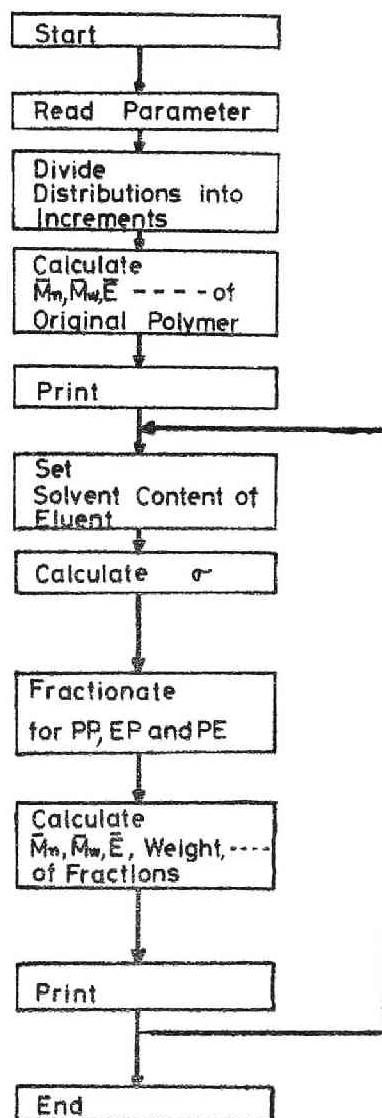 Start
Read Parameter
Divide
Distributions into
Increments
Calculate
M̄n, M̄w, Ē ---- of
Original Polymer
Print
Set
Solvent Content of
Eluent
Calculate σ
Fractionate
for PP, EP and PE
Calculate
M̄n, M̄w, Ē, Weight, ----
of Fractions
Print
End